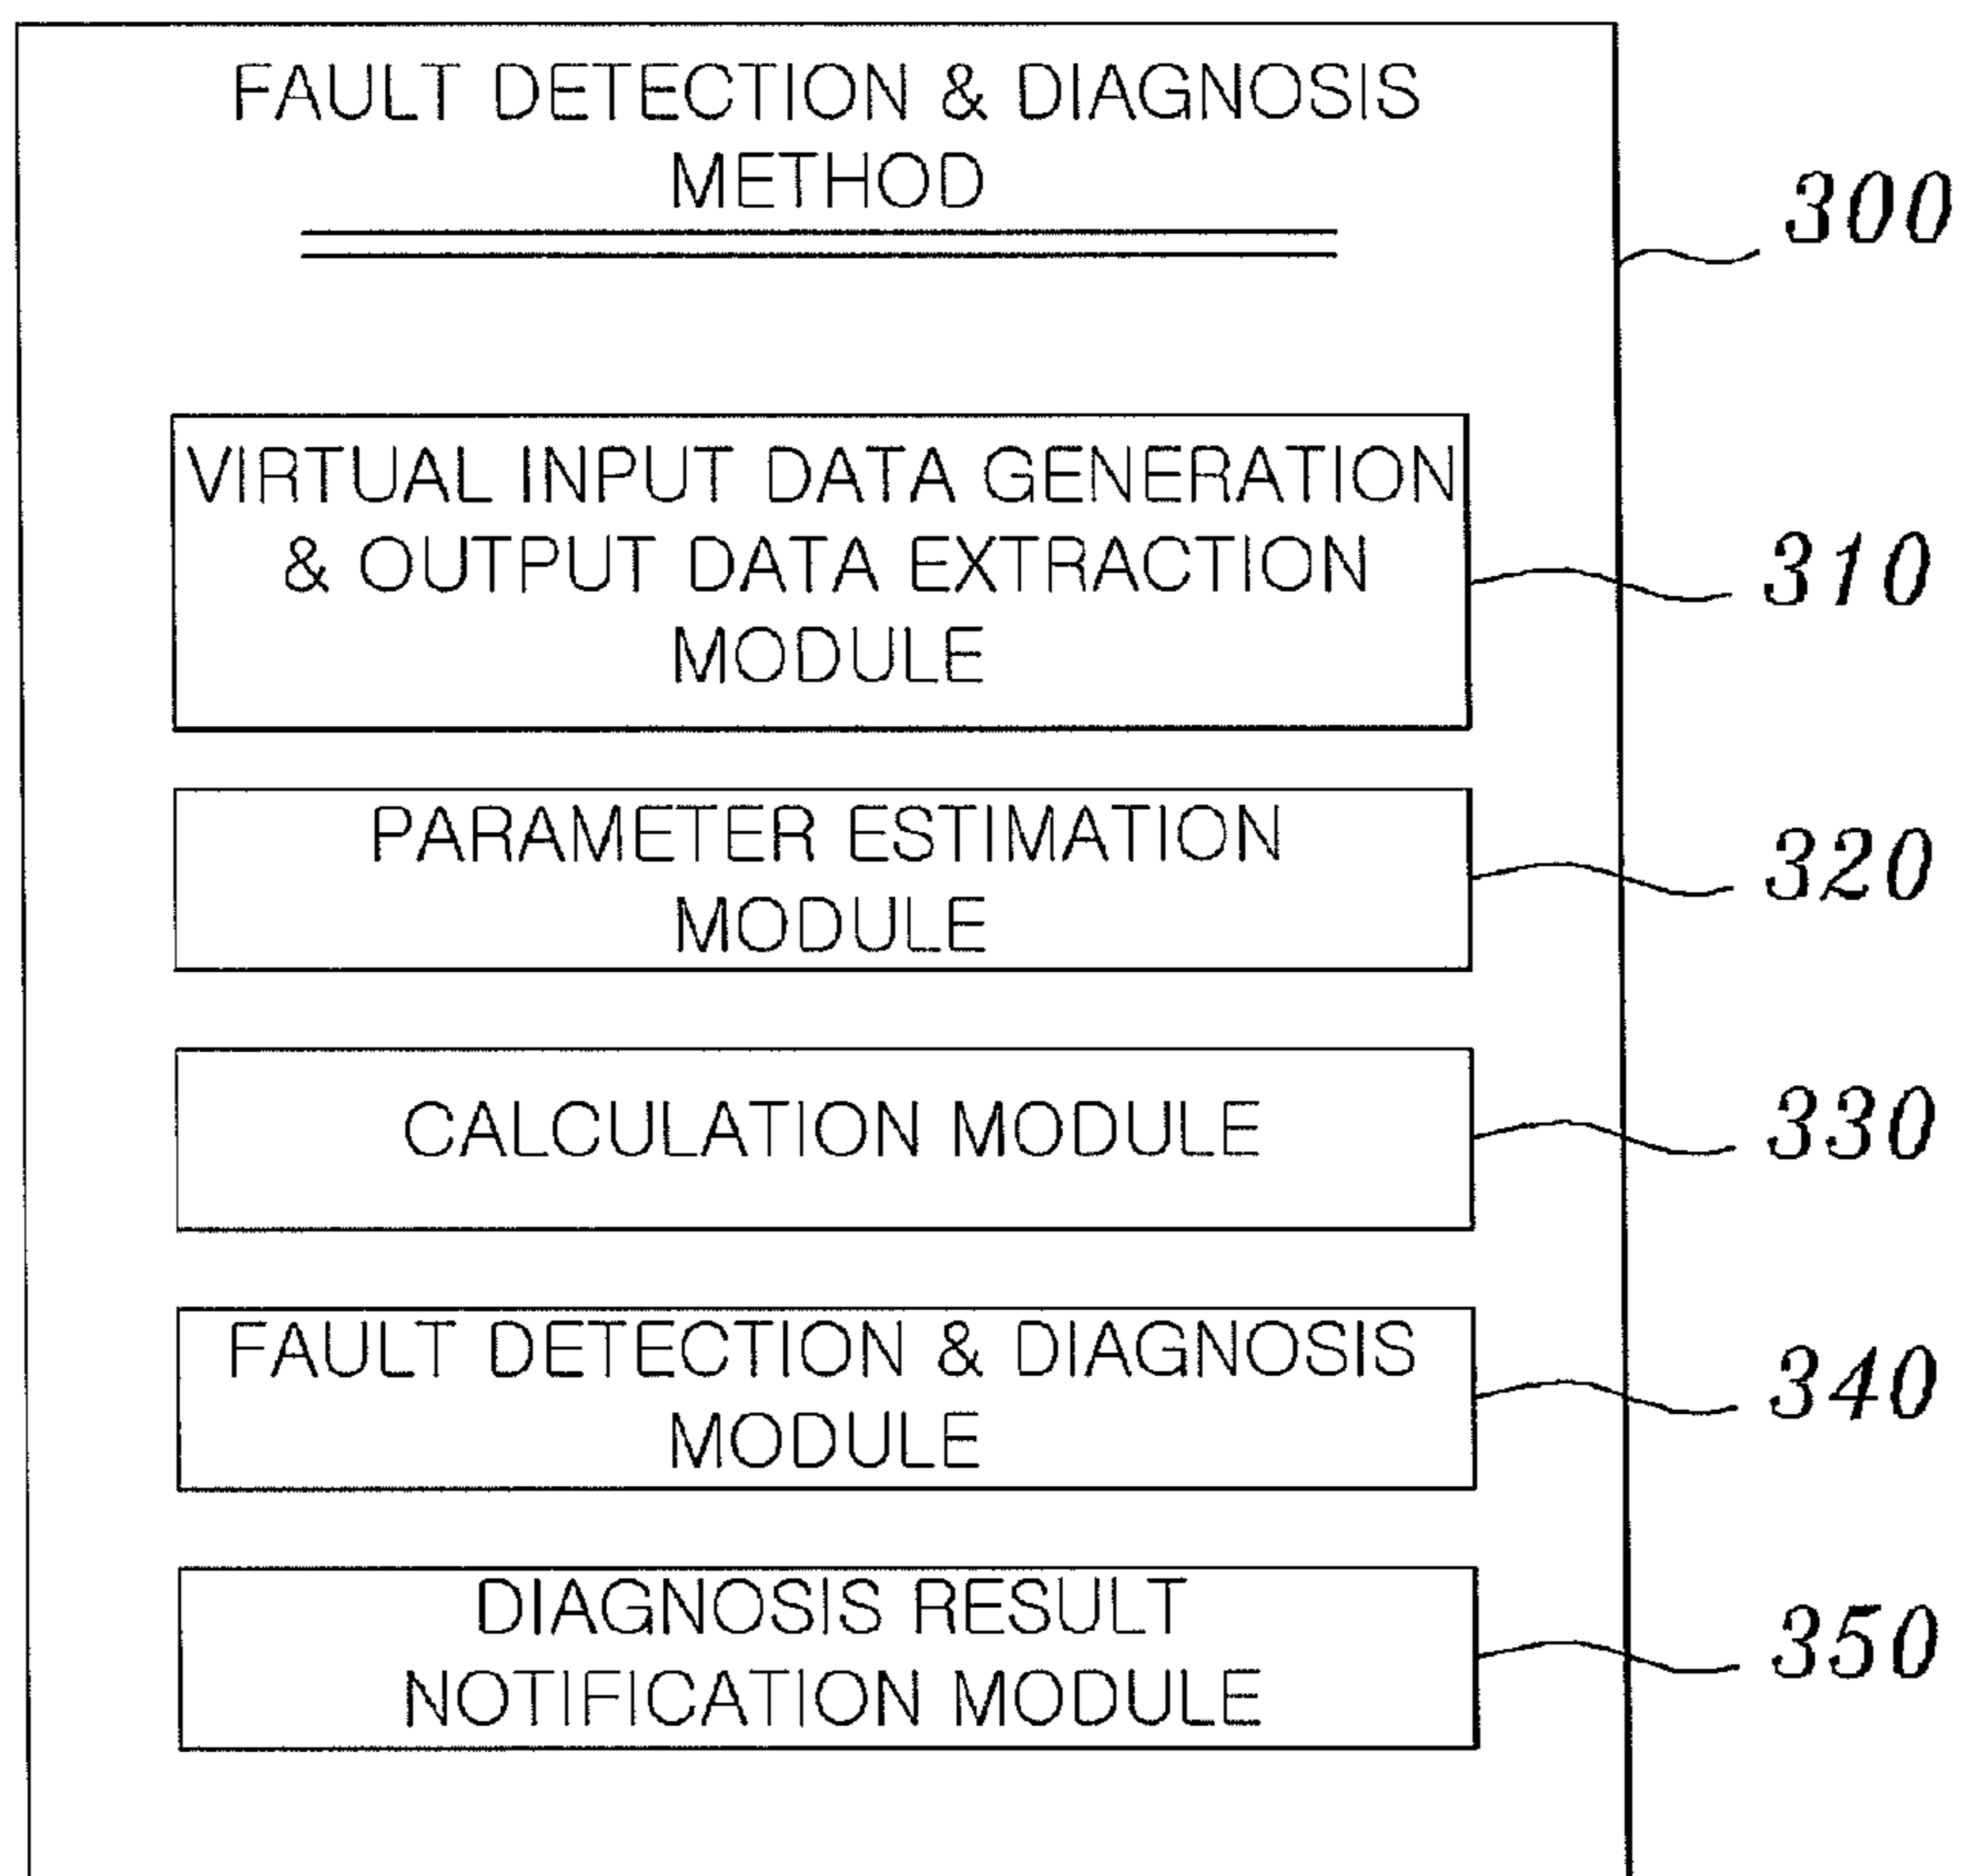 FAULT DETECTION & DIAGNOSIS
METHOD
300
VIRTUAL INPUT DATA GENERATION
& OUTPUT DATA EXTRACTION
MODULE
310
PARAMETER ESTIMATION
MODULE
320
CALCULATION MODULE
330
FAULT DETECTION & DIAGNOSIS
MODULE
340
DIAGNOSIS RESULT
NOTIFICATION MODULE
350